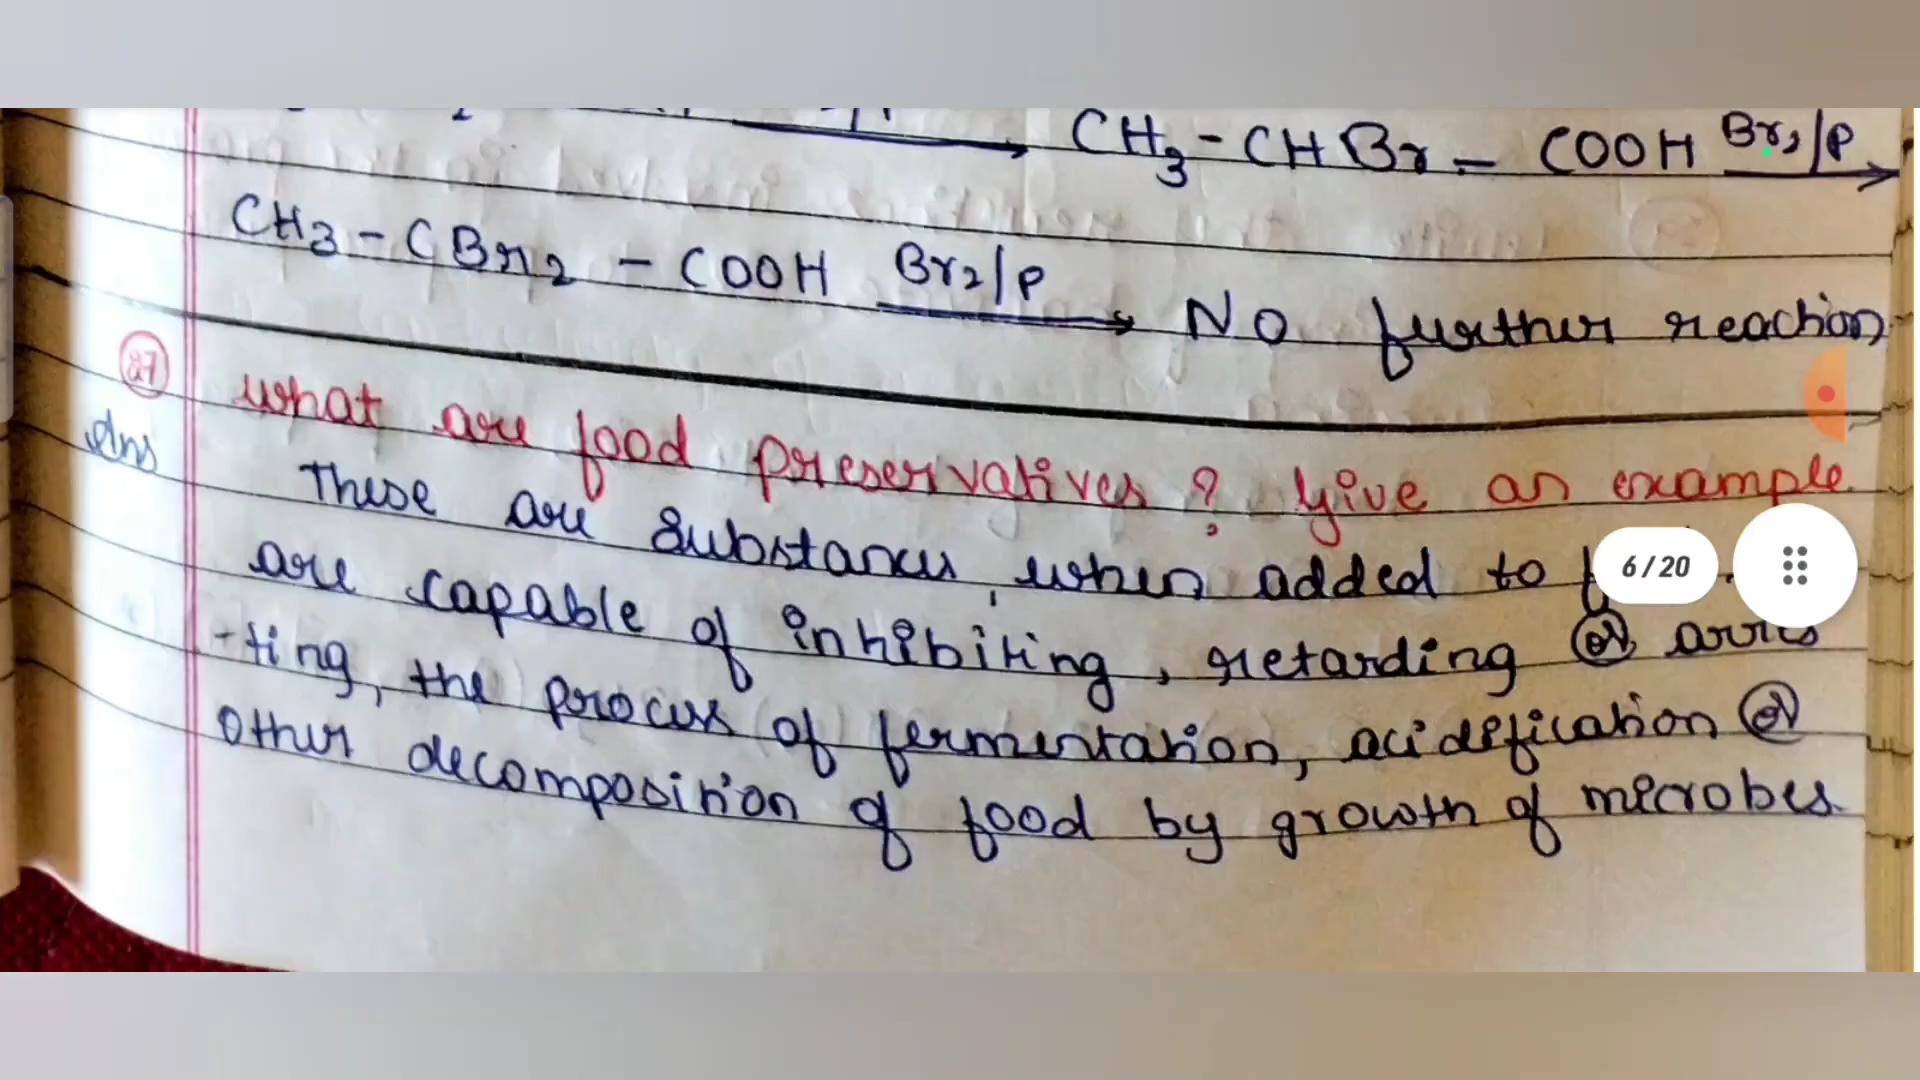 CH3 - CHBr - COOH Br2/P
CH3 - CBr2 - COOH Br2/P No further reaction
27 what are food preservatives? Give an example
Ans These are substances, when added to
are capable of inhibiting, retarding or arres
-ting, the process of fermentation, acidification or
other decomposition of food by growth of microbes.
6/20